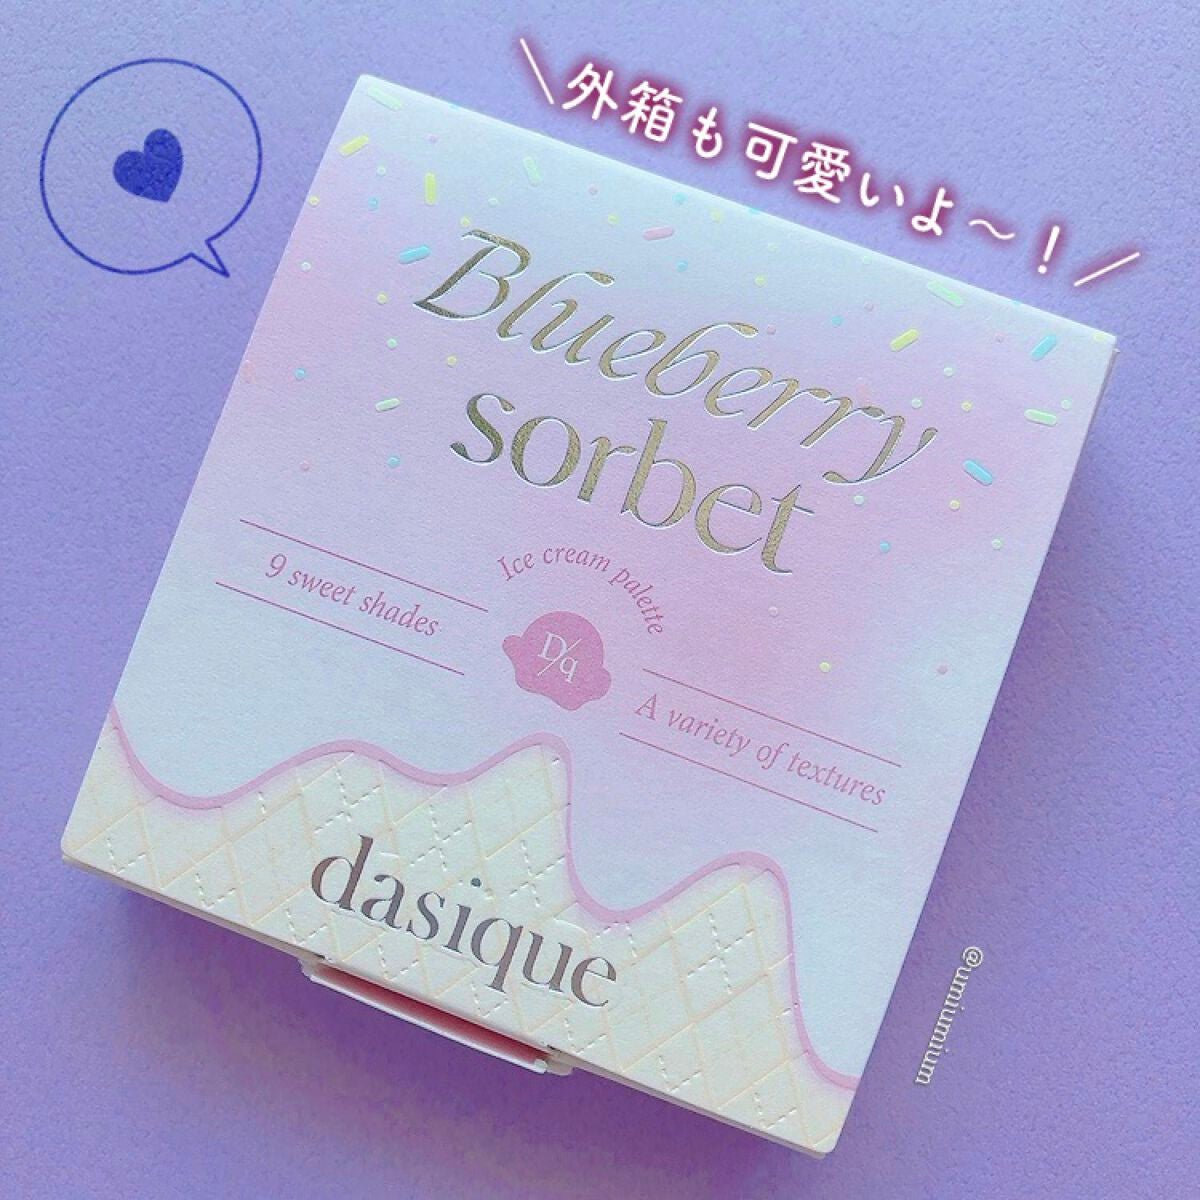 \外箱も可愛いよ〜！/
Blueberry
sorbet
Ice cream palette
9 sweet shades
D/q
A variety of textures
dasique
@umiumium